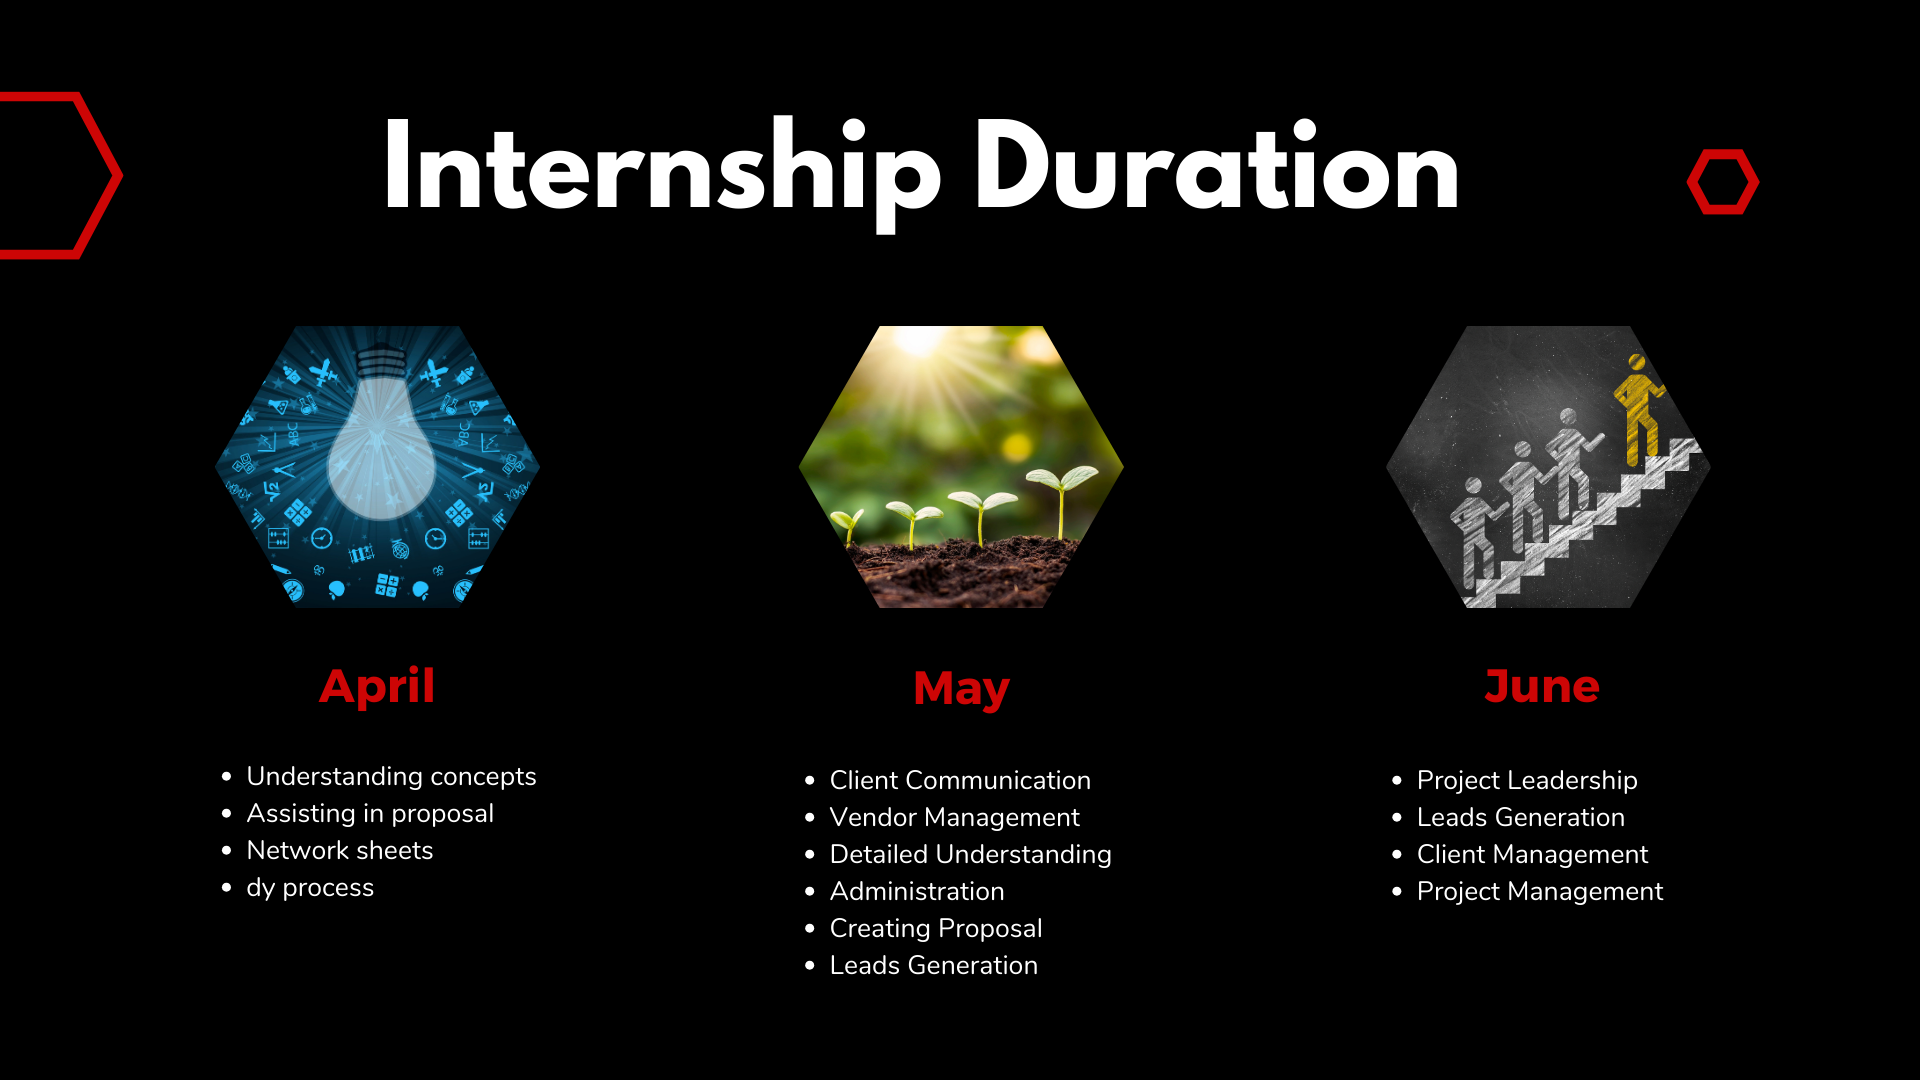 Internship Duration
April
Understanding concepts
Assisting in proposal
Network sheets
dy process
May
Client Communication
Vendor Management
Detailed Understanding
Administration
Creating Proposal
Leads Generation
June
Project Leadership
Leads Generation
Client Management
Project Management